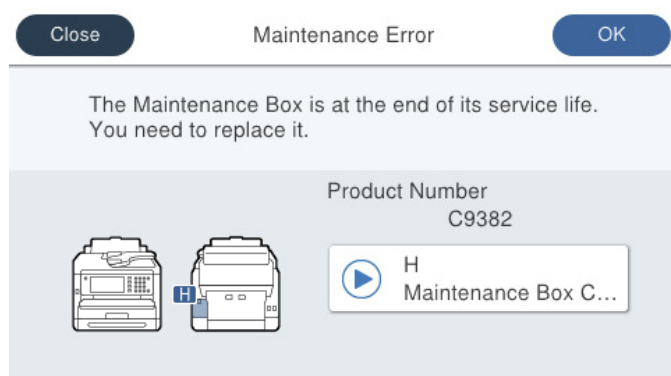 Close
Maintenance Error
OK
The Maintenance Box is at the end of its service life.
You need to replace it.
Product Number
C9382
H
H
Maintenance Box C...